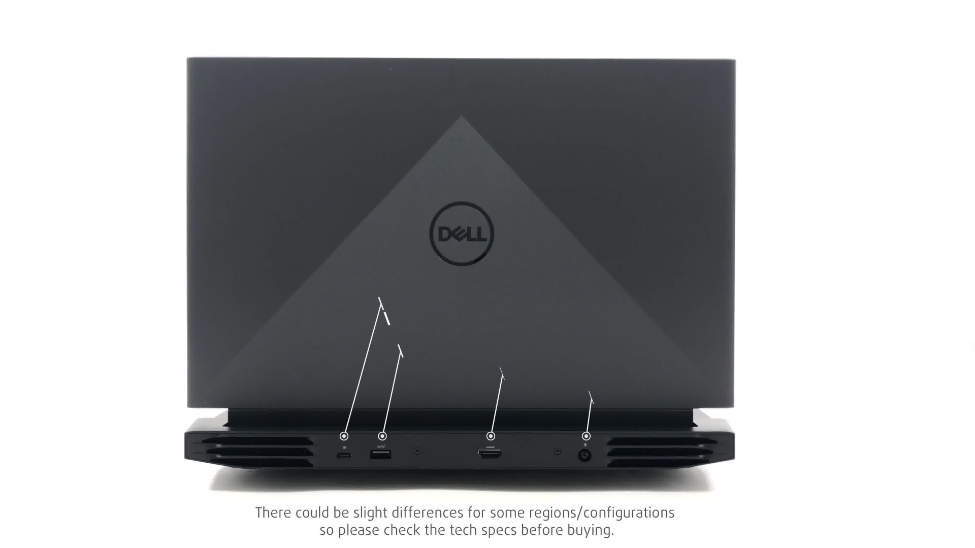 DELL
There could be slight differences for some regions/configurations
so please check the tech specs before buying.